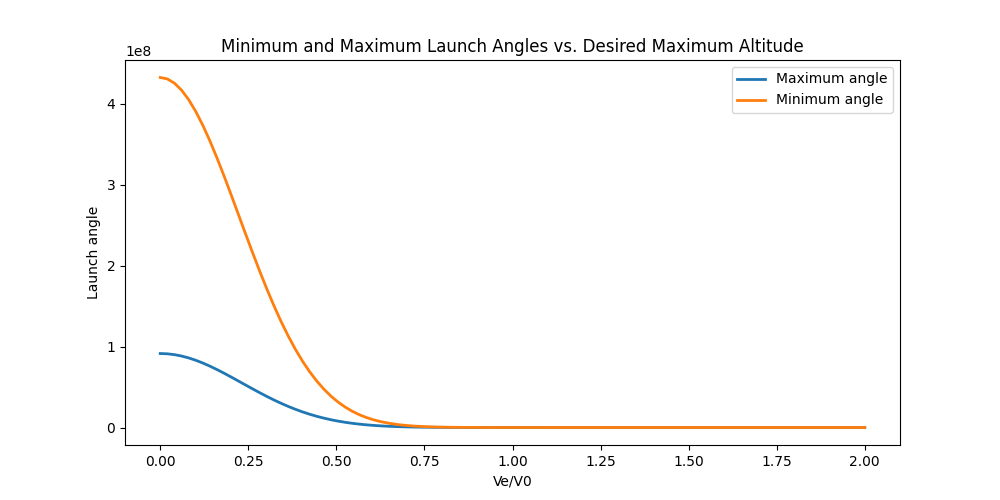 Minimum and Maximum Launch Angles vs. Desired Maximum Altitude
1e8
Maximum angle
Minimum angle
4
3
2
1
0
Launch angle
0.00 0.25 0.50 0.75 1.00 1.25 1.50 1.75 2.00
Ve/V0